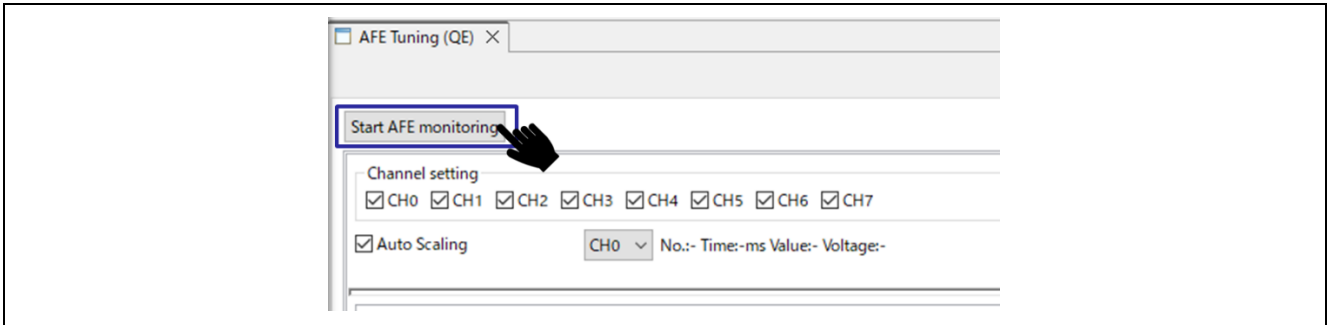 AFE Tuning (QE)
Start AFE monitoring
Channel setting
CH0 CH1 CH2 CH3 CH4 CH5 CH6 CH7
Auto Scaling CH0 No.:- Time:-ms Value:- Voltage:-